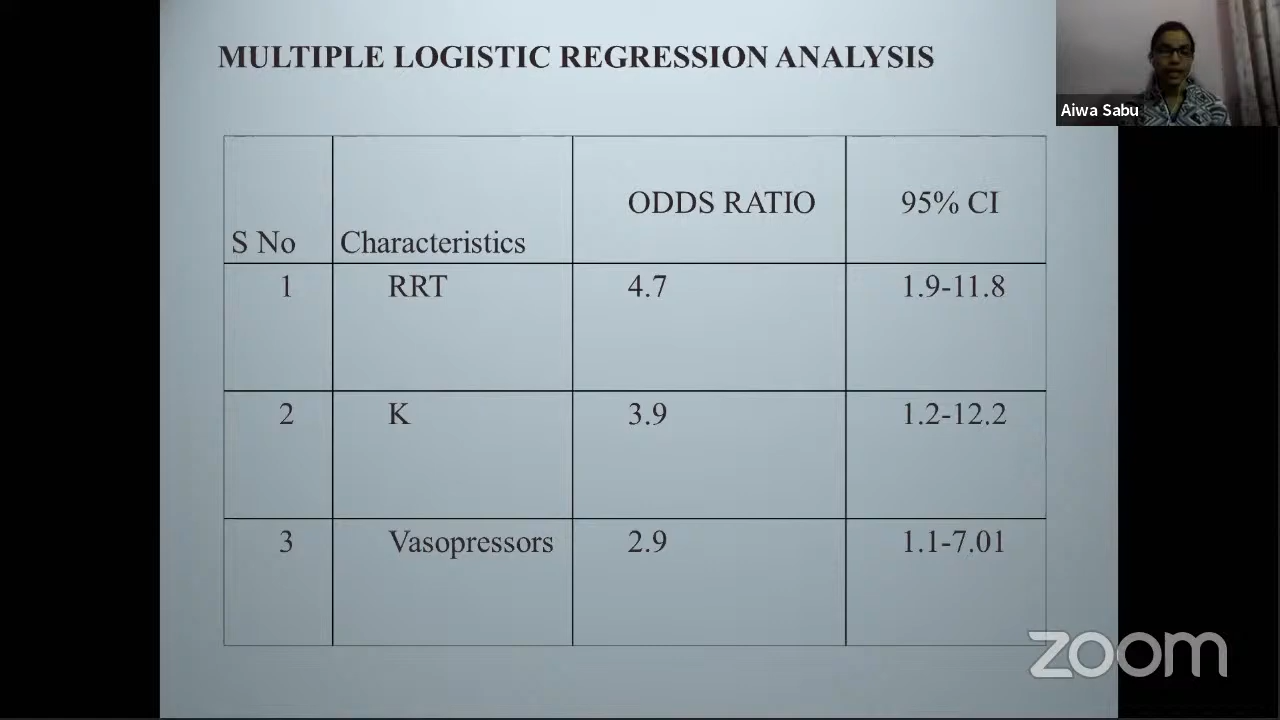 MULTIPLE LOGISTIC REGRESSION ANALYSIS
Aiwa Sabu
S No Characteristics ODDS RATIO 95% CI
1 RRT 4.7 1.9-11.8
2 K 3.9 1.2-12.2
3 Vasopressors 2.9 1.1-7.01
zoom